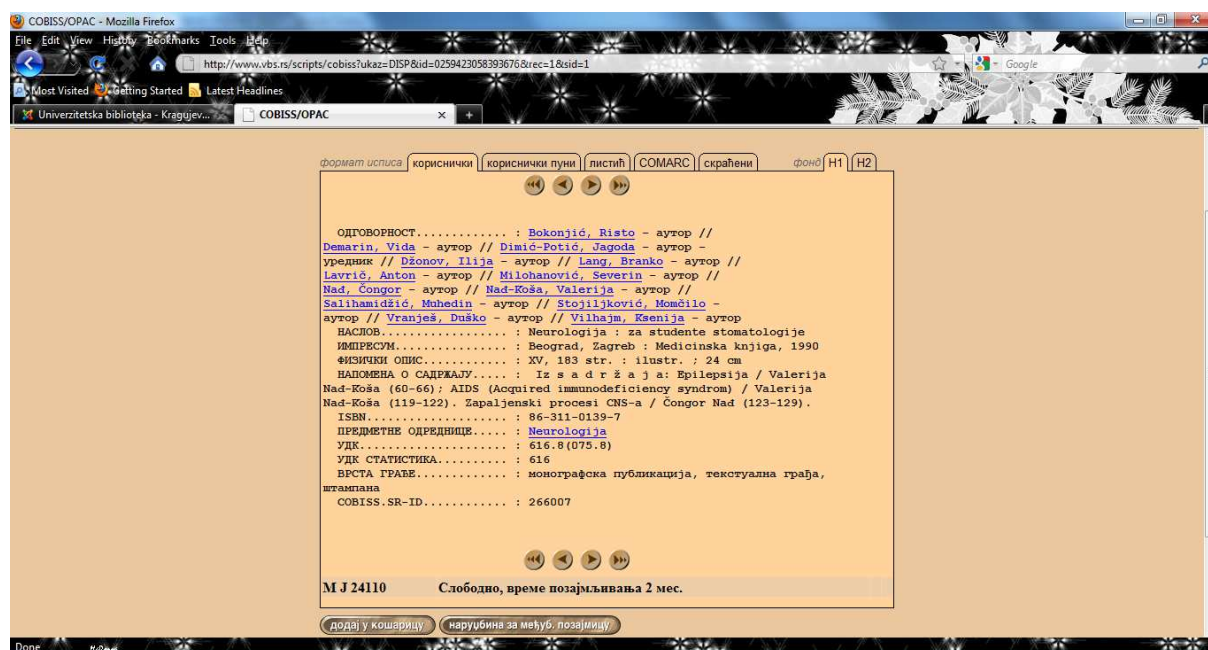 COBISS/OPAC - Mozilla Firefox
File Edit View History Bookmarks Tools Help
http://www.vbs.rs/scripts/cobiss?ukaz=DISP&id=0259423058393676&rec=1&sid=1
Google
Most Visited Getting Started Latest Headlines
Univerzitetska biblioteka - Kragujev... COBISS/OPAC
формат исписа кориснички кориснички пуни листић COMARC скраћени фонд H1 H2
ОДГОВОРНОСТ............. : Bokonjić, Risto - аутор //
Demarin, Vida - аутор // Dimić-Potić, Jagoda - аутор -
уредник // Džonov, Ilija - аутор // Lang, Branko - аутор //
Lavrič, Anton - аутор // Milohanović, Severin - аутор //
Nađ, Čongor - аутор // Nađ-Koša, Valerija - аутор //
Salihamidžić, Muhedin - аутор // Stojiljković, Momčilo -
аутор // Vranješ, Duško - аутор // Vilhajm, Ksenija - аутор
НАСЛОВ.................. : Neurologija : za studente stomatologije
ИМПРЕСУМ................ : Beograd, Zagreb : Medicinska knjiga, 1990
ФИЗИЧКИ ОПИС............ : XV, 183 str. : ilustr. ; 24 cm
НАПОМЕНА О САДРЖАЈУ..... : Iz s a d r ž a j a: Epilepsija / Valerija
Nađ-Koša (60-66); AIDS (Acquired immunodeficiency syndrom) / Valerija
Nađ-Koša (119-122). Zapaljenski procesi CNS-a / Čongor Nađ (123-129).
ISBN.................... : 86-311-0139-7
ПРЕДМЕТНЕ ОДРЕДНИЦЕ..... : Neurologija
УДК..................... : 616.8(075.8)
УДК СТАТИСТИКА.......... : 616
ВРСТА ГРАЂЕ............. : монографска публикација, текстуална грађа,
штампана
COBISS.SR-ID............ : 266007
М Ј 24110 Слободно, време позајмљивања 2 мес.
додај у кошарицу наруџбина за међуб. позајмицу
Done